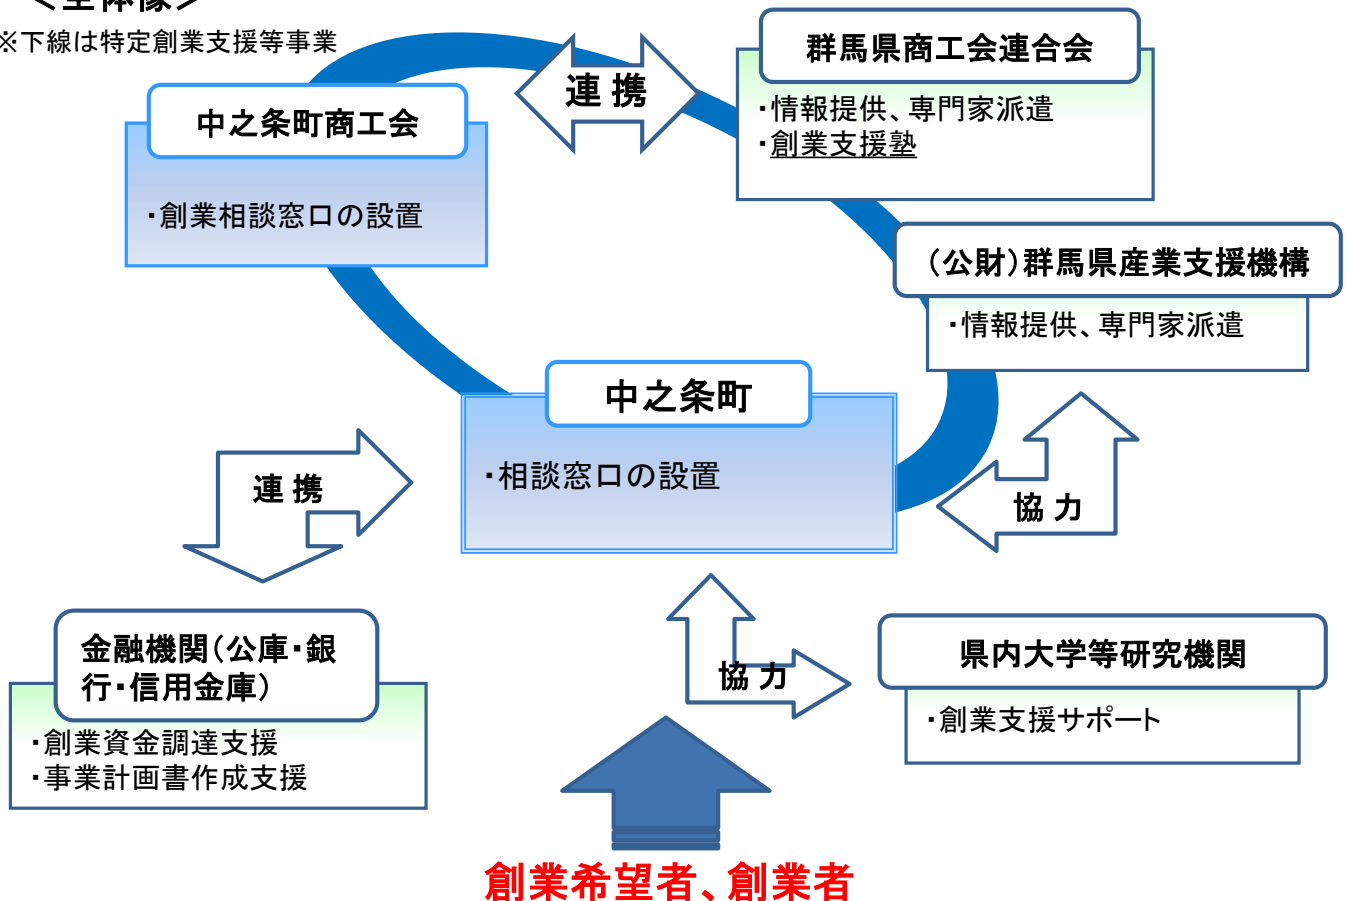 ＜全体像＞
※下線は特定創業支援等事業
群馬県商工会連合会
・情報提供、専門家派遣
・創業支援塾
連 携
中之条町商工会
・創業相談窓口の設置
（公財）群馬県産業支援機構
・情報提供、専門家派遣
中之条町
・相談窓口の設置
連 携
協 力
金融機関（公庫・銀
行・信用金庫）
・創業資金調達支援
・事業計画書作成支援
協 力
県内大学等研究機関
・創業支援サポート
創業希望者、創業者